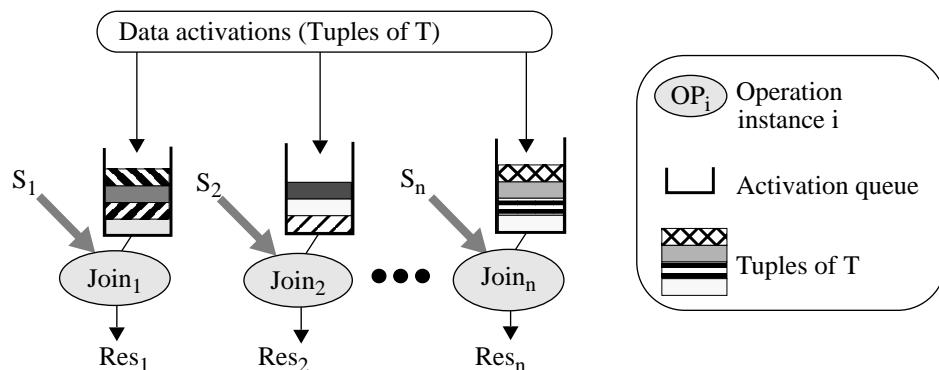 Data activations (Tuples of T)
S1
S2
Sn
Join1
Join2
Joinn
Res1
Res2
Resn
OPi
Operation
instance i
Activation queue
Tuples of T